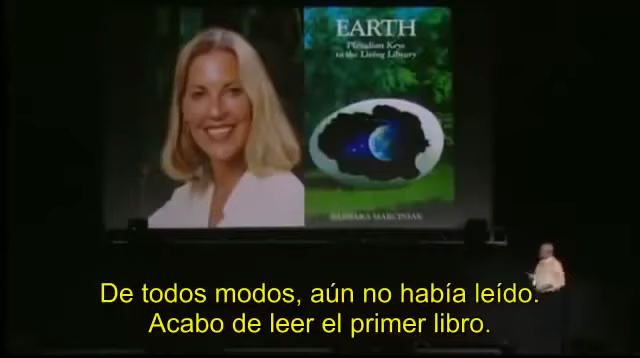 EARTH
Pleiadian Keys
to the Living Library
BARBARA MARCINIAK
De todos modos, aún no había leído.
Acabo de leer el primer libro.